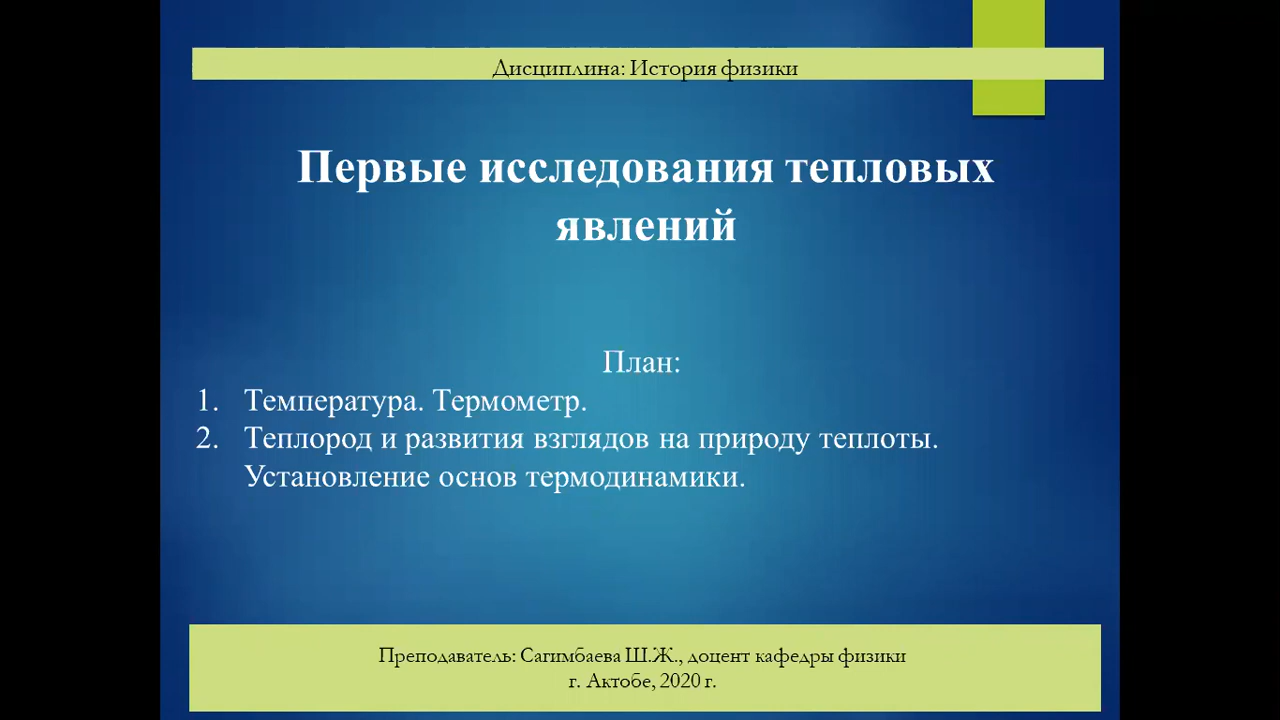 Дисциплина: История физики
Первые исследования тепловых
явлений
План:
1. Температура. Термометр.
2. Теплород и развития взглядов на природу теплоты.
Установление основ термодинамики.
Преподаватель: Сагимбаева Ш.Ж., доцент кафедры физики
г. Актобе, 2020 г.